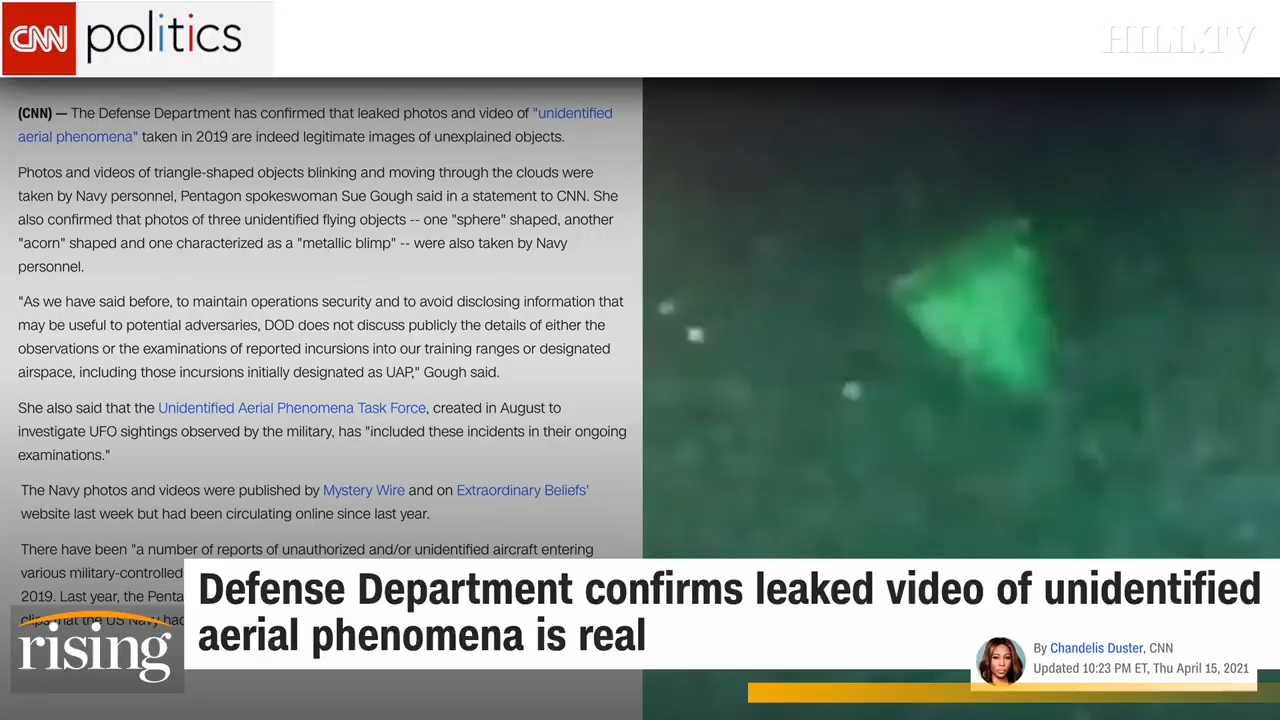 CNN politics
HILL.TV
(CNN) — The Defense Department has confirmed that leaked photos and video of "unidentified
aerial phenomena" taken in 2019 are indeed legitimate images of unexplained objects.
Photos and videos of triangle-shaped objects blinking and moving through the clouds were
taken by Navy personnel, Pentagon spokeswoman Sue Gough said in a statement to CNN. She
also confirmed that photos of three unidentified flying objects -- one "sphere" shaped, another
"acorn" shaped and one characterized as a "metallic blimp" -- were also taken by Navy
personnel.
"As we have said before, to maintain operations security and to avoid disclosing information that
may be useful to potential adversaries, DOD does not discuss publicly the details of either the
observations or the examinations of reported incursions into our training ranges or designated
airspace, including those incursions initially designated as UAP," Gough said.
She also said that the Unidentified Aerial Phenomena Task Force, created in August to
investigate UFO sightings observed by the military, has "included these incidents in their ongoing
examinations."
The Navy photos and videos were published by Mystery Wire and on Extraordinary Beliefs'
website last week but had been circulating online since last year.
There have been "a number of reports of unauthorized and/or unidentified aircraft entering
various military-controlled
2019. Last year, the Penta
clips that the US Navy had
Defense Department confirms leaked video of unidentified
aerial phenomena is real
rising
By Chandelis Duster, CNN
Updated 10:23 PM ET, Thu April 15, 2021